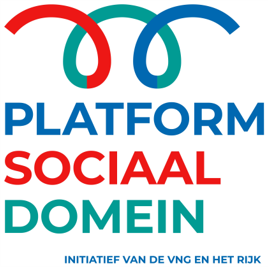 PLATFORM
SOCIAAL
DOMEIN
INITIATIEF VAN DE VNG EN HET RIJK